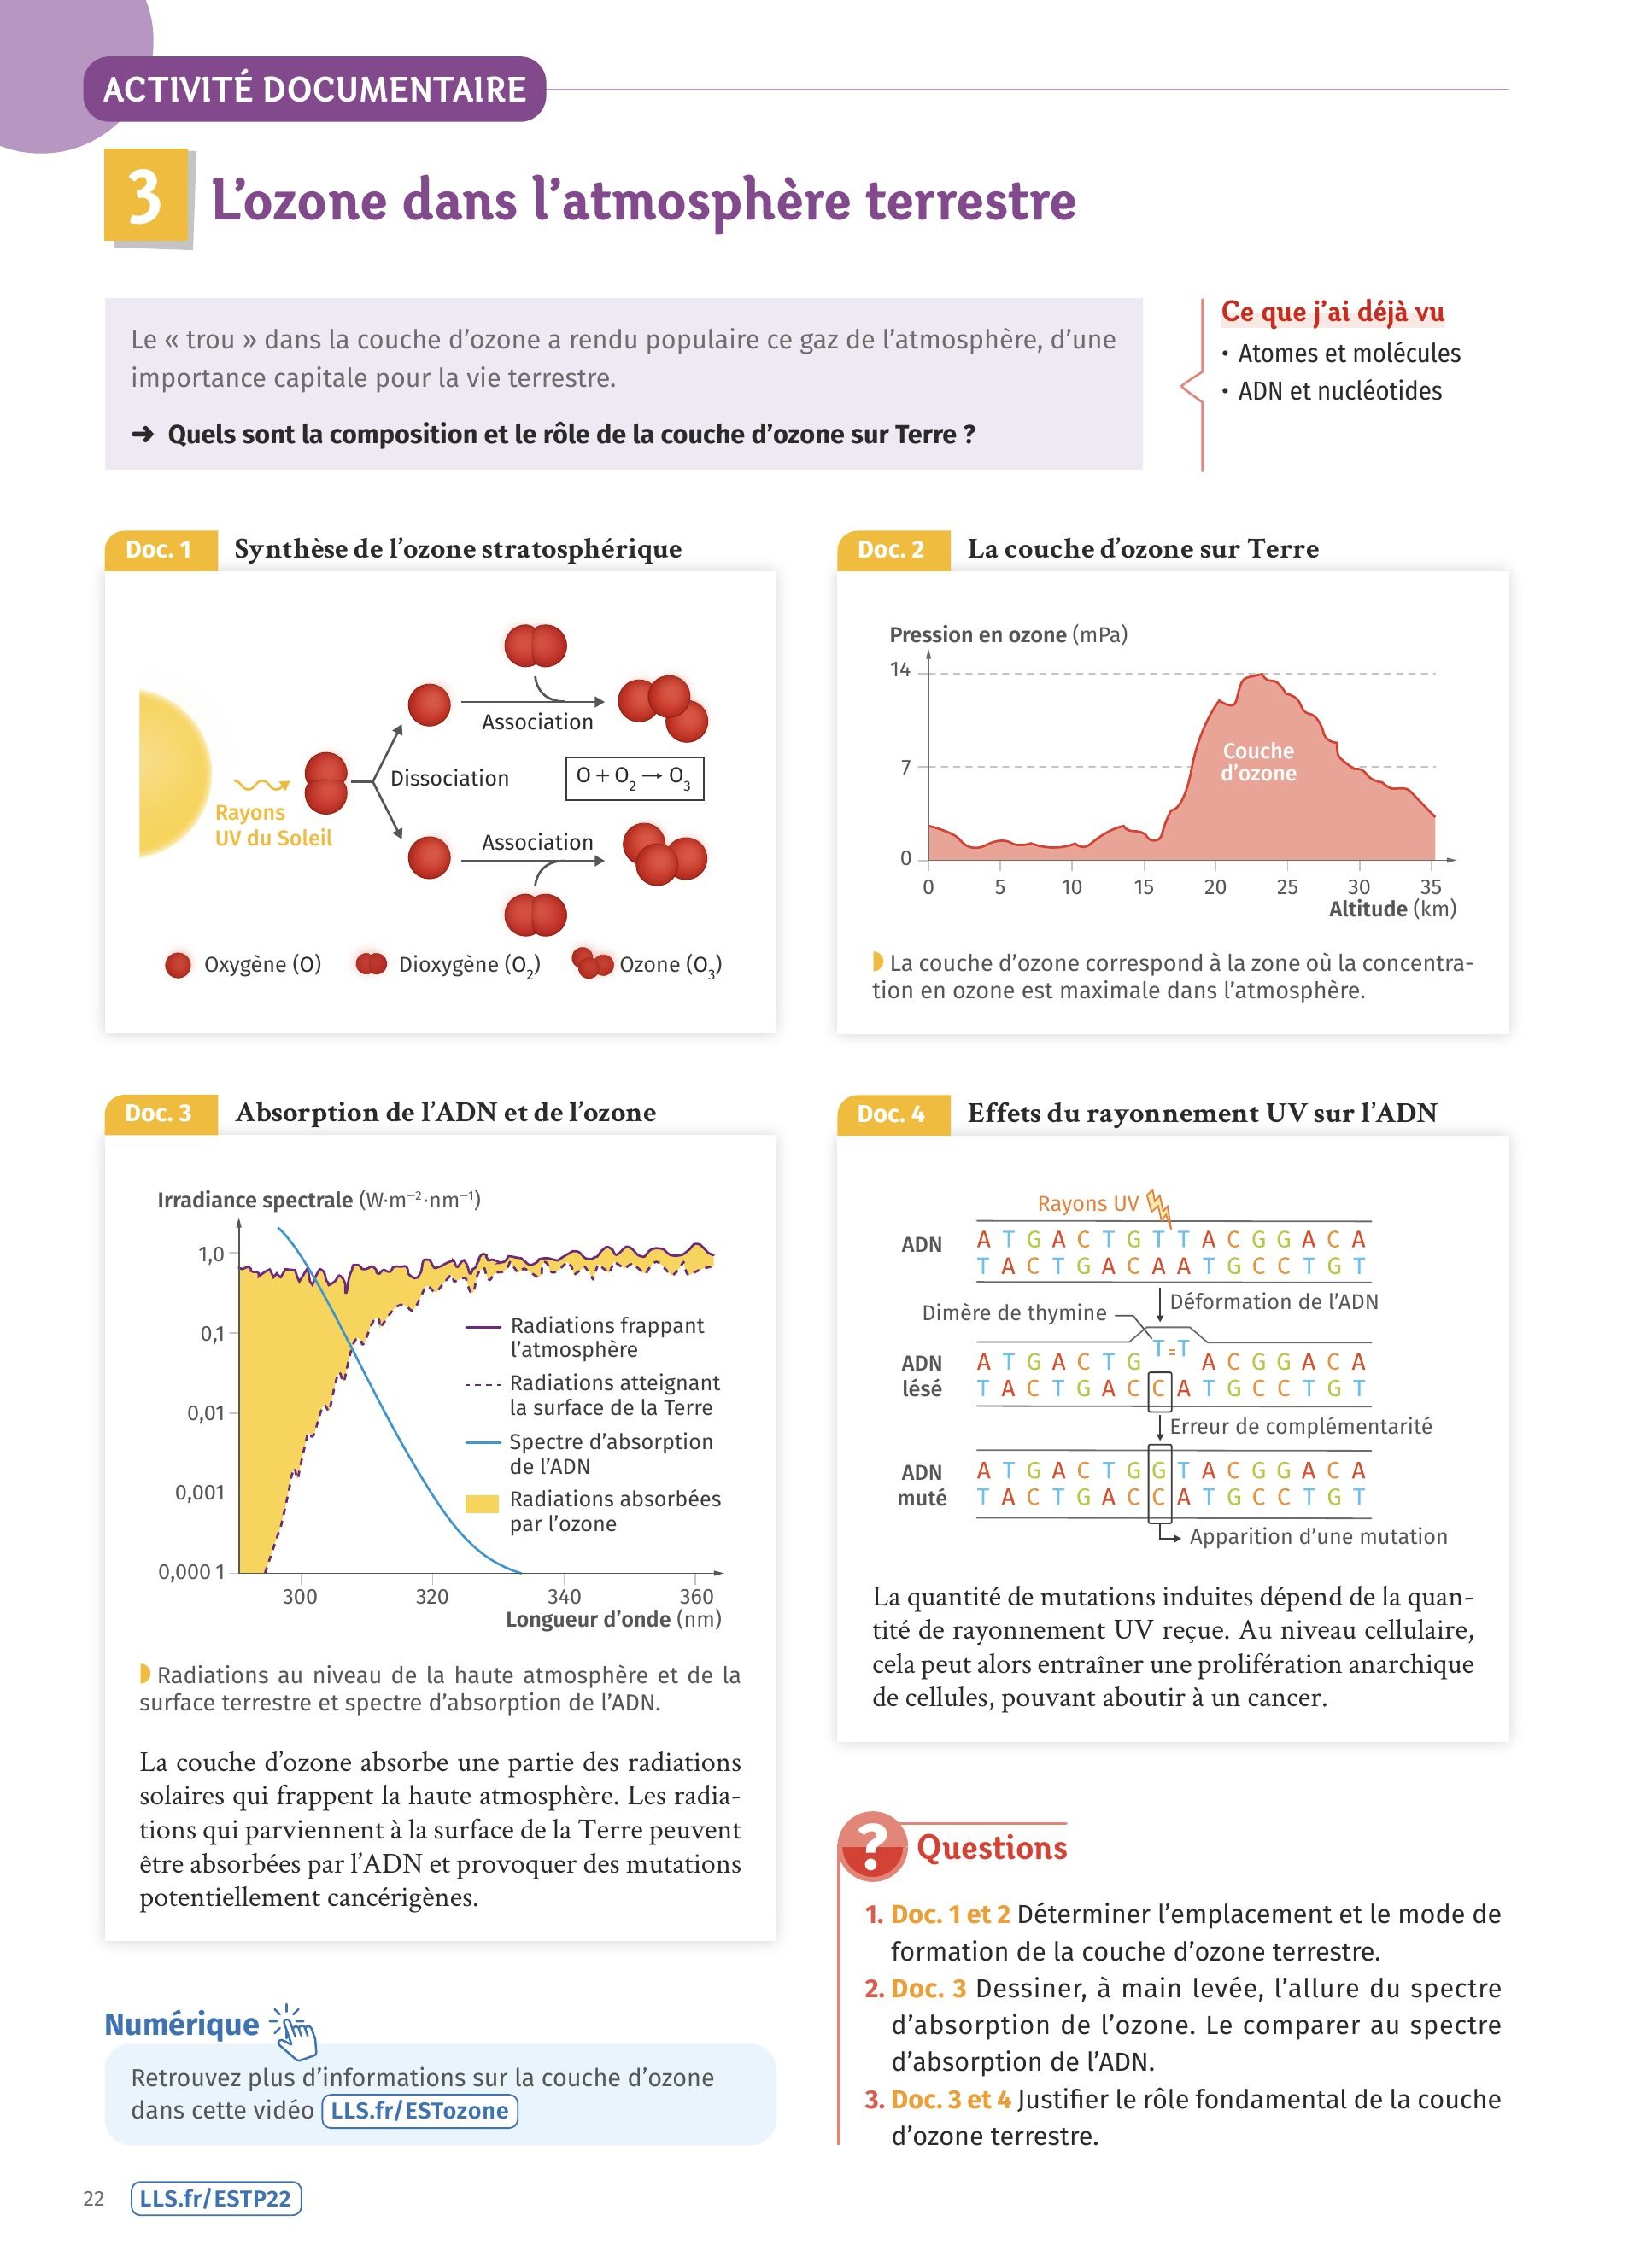 ACTIVITÉ DOCUMENTAIRE
3 L'ozone dans l'atmosphère terrestre
Le « trou » dans la couche d'ozone a rendu populaire ce gaz de l'atmosphère, d'une
importance capitale pour la vie terrestre.
➜ Quels sont la composition et le rôle de la couche d'ozone sur Terre ?
Ce que j'ai déjà vu
• Atomes et molécules
• ADN et nucléotides
Doc. 1 Synthèse de l'ozone stratosphérique
Rayons
UV du Soleil
Dissociation
Association
O + O₂ → O₃
Association
Oxygène (O) Dioxygène (O₂) Ozone (O₃)
Doc. 2 La couche d'ozone sur Terre
Pression en ozone (mPa)
14
7
0
Couche
d'ozone
0 5 10 15 20 25 30 35
Altitude (km)
La couche d'ozone correspond à la zone où la concentra-
tion en ozone est maximale dans l'atmosphère.
Doc. 3 Absorption de l'ADN et de l'ozone
Irradiance spectrale (W·m⁻²·nm⁻¹)
1,0
0,1
0,01
0,001
0,000 1
Radiations frappant
l'atmosphère
Radiations atteignant
la surface de la Terre
Spectre d'absorption
de l'ADN
Radiations absorbées
par l'ozone
300 320 340 360
Longueur d'onde (nm)
Radiations au niveau de la haute atmosphère et de la
surface terrestre et spectre d'absorption de l'ADN.
La couche d'ozone absorbe une partie des radiations
solaires qui frappent la haute atmosphère. Les radia-
tions qui parviennent à la surface de la Terre peuvent
être absorbées par l'ADN et provoquer des mutations
potentiellement cancérigènes.
Doc. 4 Effets du rayonnement UV sur l'ADN
Rayons UV
ADN
A T G A C T G T T A C G G A C A
T A C T G A C A A T G C C T G T
Déformation de l'ADN
Dimère de thymine
ADN
lésé
A T G A C T G T=T A C G G A C A
T A C T G A C C A T G C C T G T
Erreur de complémentarité
ADN
muté
A T G A C T G G T A C G G A C A
T A C T G A C C A T G C C T G T
Apparition d'une mutation
La quantité de mutations induites dépend de la quan-
tité de rayonnement UV reçue. Au niveau cellulaire,
cela peut alors entraîner une prolifération anarchique
de cellules, pouvant aboutir à un cancer.
Numérique
Retrouvez plus d'informations sur la couche d'ozone
dans cette vidéo LLS.fr/ESTozone
? Questions
1. Doc. 1 et 2 Déterminer l'emplacement et le mode de
formation de la couche d'ozone terrestre.
2. Doc. 3 Dessiner, à main levée, l'allure du spectre
d'absorption de l'ozone. Le comparer au spectre
d'absorption de l'ADN.
3. Doc. 3 et 4 Justifier le rôle fondamental de la couche
d'ozone terrestre.
22 LLS.fr/ESTP22